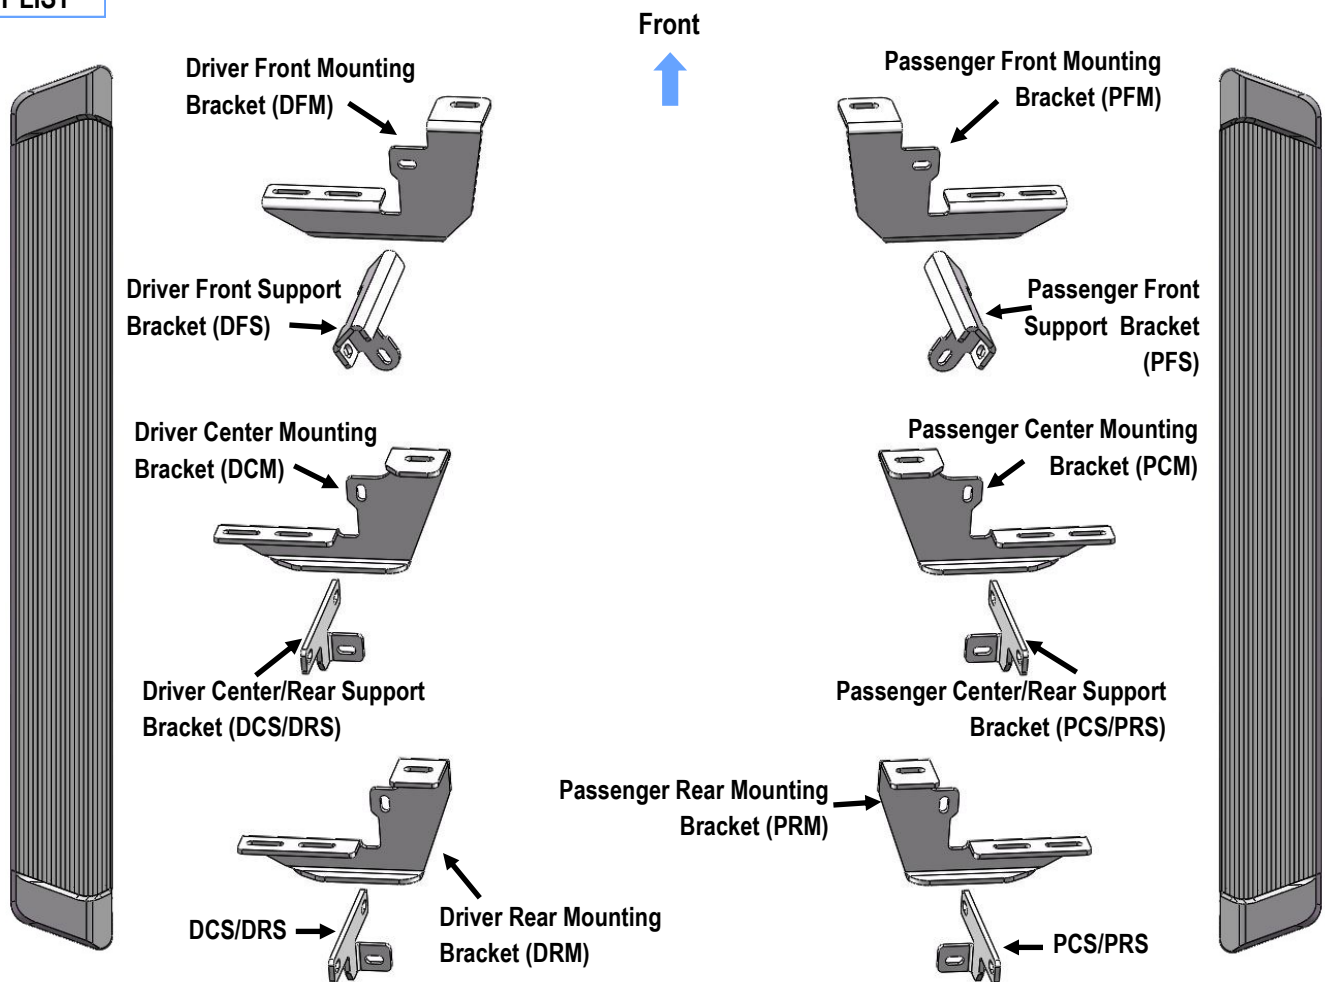 LIST
Front
Driver Front Mounting
Bracket (DFM)
Passenger Front Mounting
Bracket (PFM)
Driver Front Support
Bracket (DFS)
Passenger Front
Support Bracket
(PFS)
Driver Center Mounting
Bracket (DCM)
Passenger Center Mounting
Bracket (PCM)
Driver Center/Rear Support
Bracket (DCS/DRS)
Passenger Center/Rear Support
Bracket (PCS/PRS)
Passenger Rear Mounting
Bracket (PRM)
Driver Rear Mounting
Bracket (DRM)
DCS/DRS
PCS/PRS